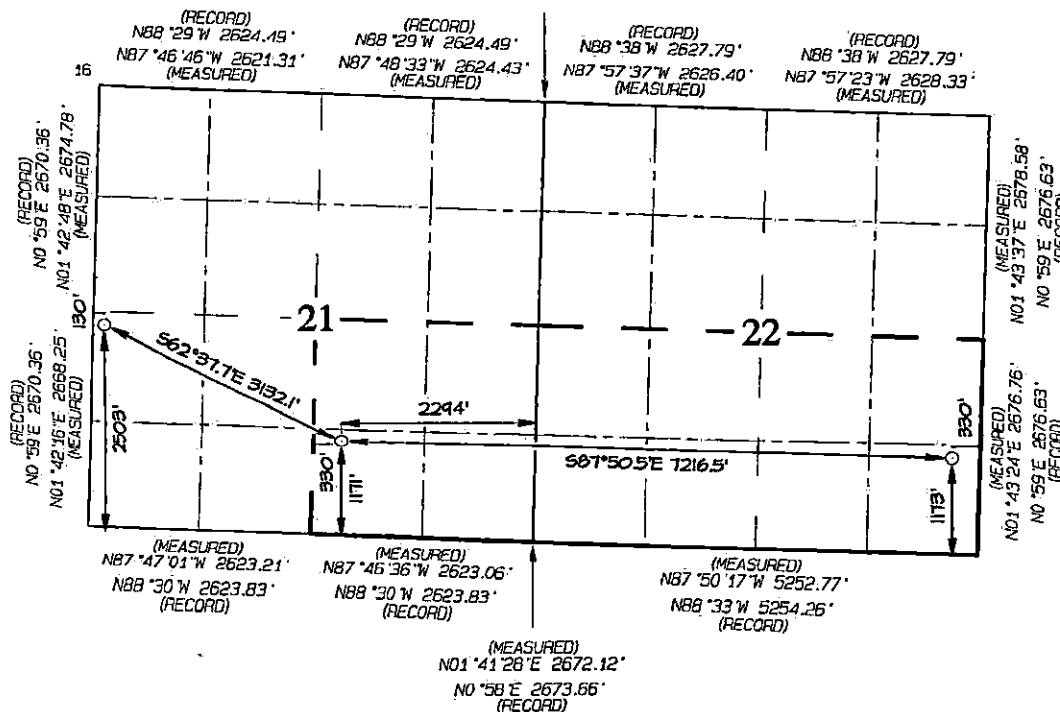 (RECORD)
N88°29'W 2624.49'
N87°46'46"W 2621.31'
(MEASURED)
(RECORD)
N88°29'W 2624.49'
N87°48'33"W 2624.43'
(MEASURED)
(RECORD)
N88°38'W 2627.79'
N87°57'37"W 2626.40'
(MEASURED)
(RECORD)
N88°38'W 2627.79'
N87°57'23"W 2628.33'
(MEASURED)
16
(RECORD)
N0°59'E 2670.36'
N01°42'48"E 2674.78'
(MEASURED)
(MEASURED)
N01°43'37"E 2678.58'
N0°59'E 2676.63'
(RECORD)
130'
21
22
(RECORD)
N0°59'E 2670.36'
N01°42'16"E 2668.25'
(MEASURED)
2503'
S62°37.7'E 3132.1'
2294'
S87°50.5'E 7216.5'
330'
1171'
330'
1173'
(MEASURED)
N01°43'24"E 2676.76'
N0°59'E 2676.63'
(RECORD)
(MEASURED)
N87°47'01"W 2623.21'
N88°30'W 2623.83'
(RECORD)
(MEASURED)
N87°46'36"W 2623.06'
N88°30'W 2623.83'
(RECORD)
(MEASURED)
N87°50'17"W 5252.77'
N88°33'W 5254.26'
(RECORD)
(MEASURED)
N01°41'28"E 2672.12'
N0°58'E 2673.66'
(RECORD)